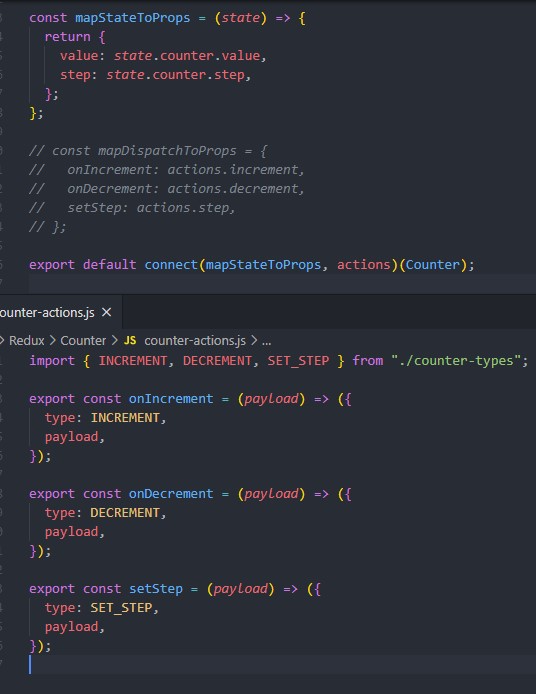 const mapStateToProps = (state) => {
return {
value: state.counter.value,
step: state.counter.step,
};
};
// const mapDispatchToProps = {
//   onIncrement: actions.increment,
//   onDecrement: actions.decrement,
//   setStep: actions.step,
// };
export default connect(mapStateToProps, actions)(Counter);
ounter-actions.js ×
> Redux > Counter > JS counter-actions.js > ...
import { INCREMENT, DECREMENT, SET_STEP } from "./counter-types";
export const onIncrement = (payload) => ({
type: INCREMENT,
payload,
});
export const onDecrement = (payload) => ({
type: DECREMENT,
payload,
});
export const setStep = (payload) => ({
type: SET_STEP,
payload,
});